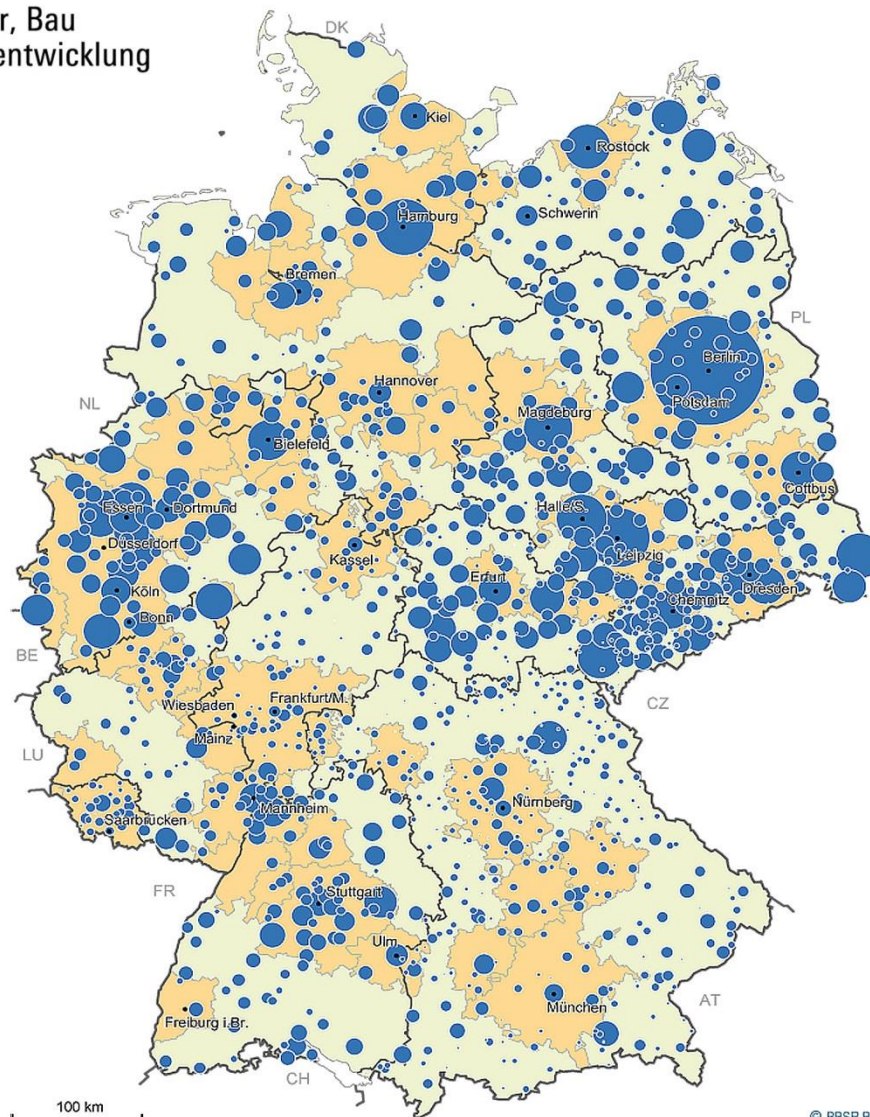 r, Bau
entwicklung
DK
Kiel
Rostock
Hamburg
Schwerin
Bremen
PL
Berlin
Hannover
Potsdam
NL
Magdeburg
Bielefeld
Cottbus
Essen
Dortmund
Halle/S.
Düsseldorf
Leipzig
Kassel
Erfurt
Dresden
Köln
Chemnitz
Bonn
BE
Wiesbaden
Frankfurt/M.
CZ
Mainz
LU
Nürnberg
Mannheim
Saarbrücken
FR
Stuttgart
Ulm
AT
München
Freiburg i.Br.
CH
100 km